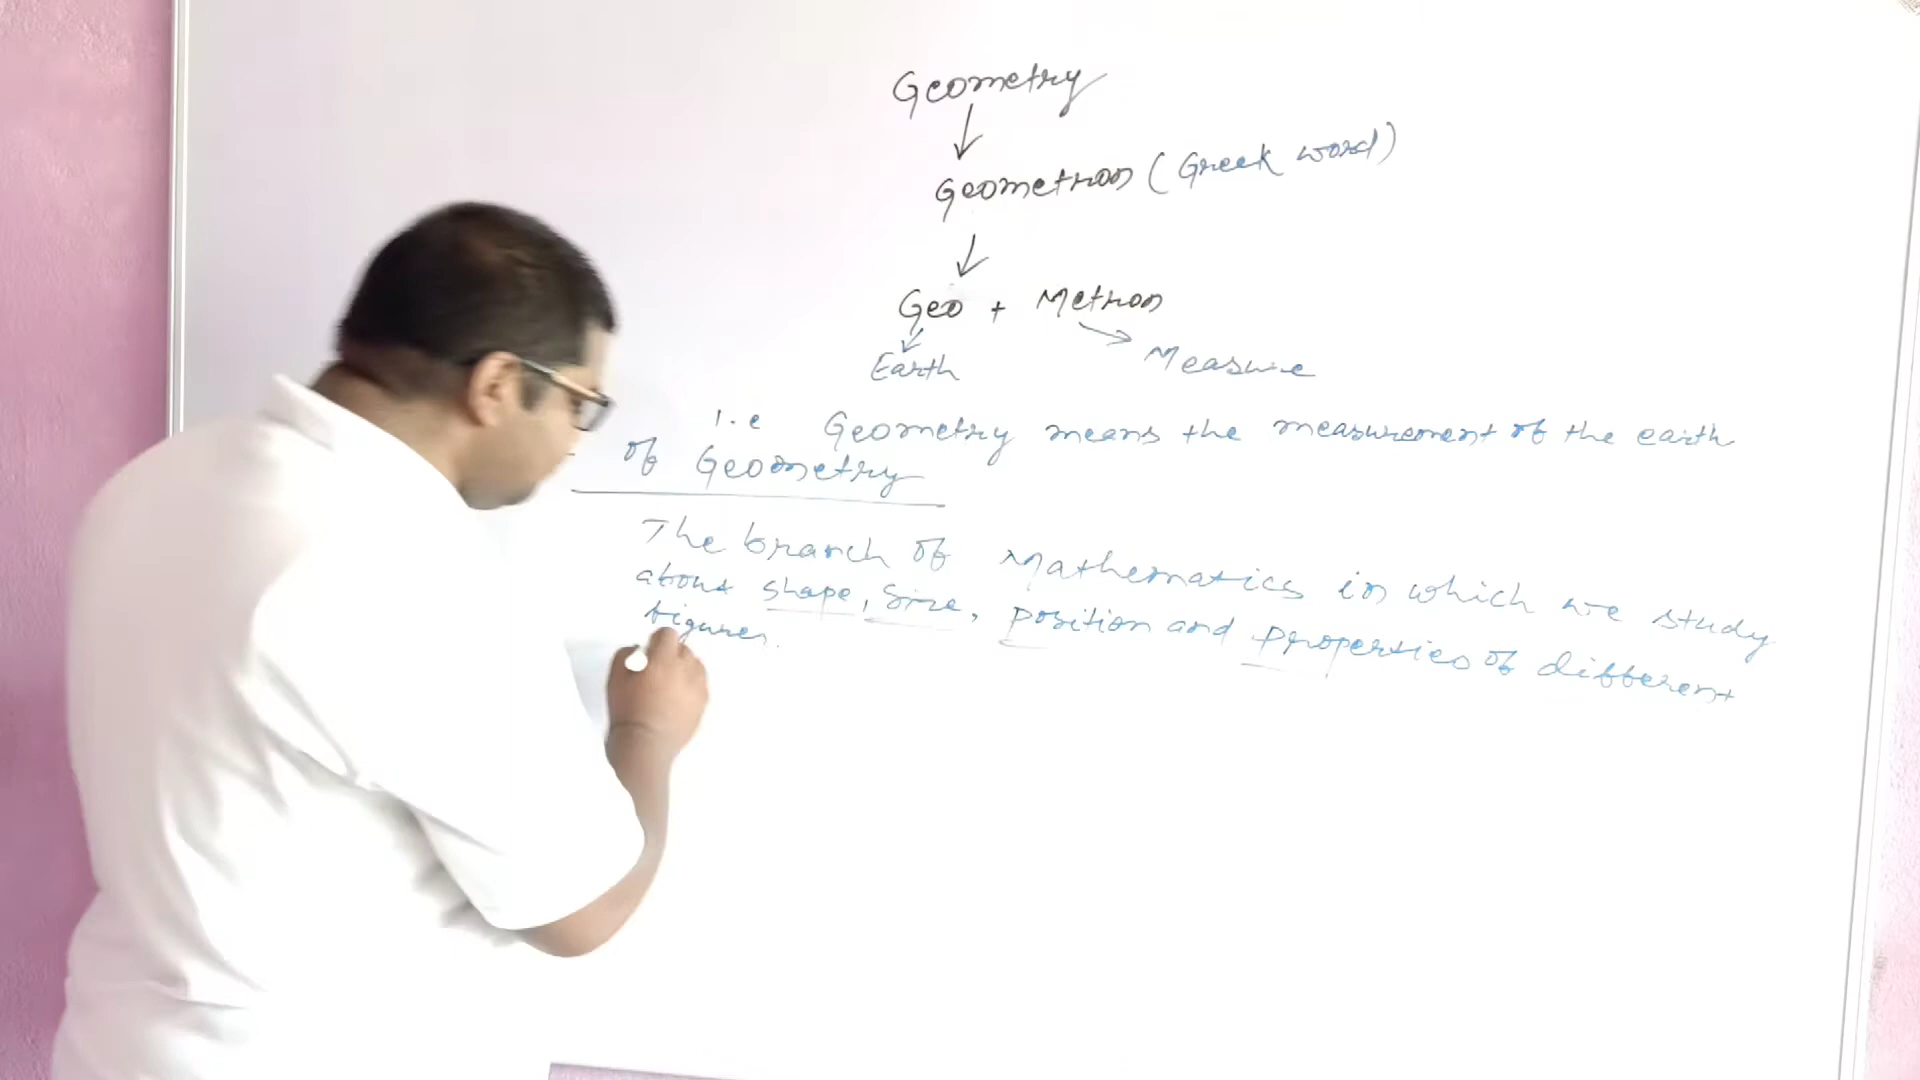 Geometry
Geometron (Greek word)
Geo + Metron
Earth
Measure
i.e Geometry means the measurement of the earth
of Geometry
The branch of Mathematics in which we study
about shape, size, position and properties of different
figures.